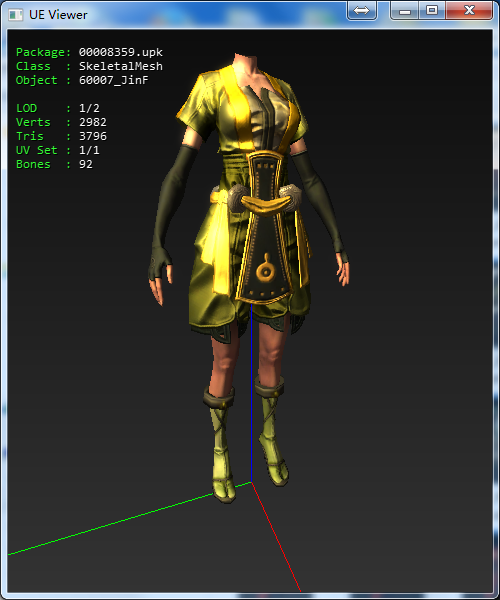 UE Viewer
Package: 00008359.upk
Class : SkeletalMesh
Object : 60007_JinF
LOD : 1/2
Verts : 2982
Tris : 3796
UV Set : 1/1
Bones : 92